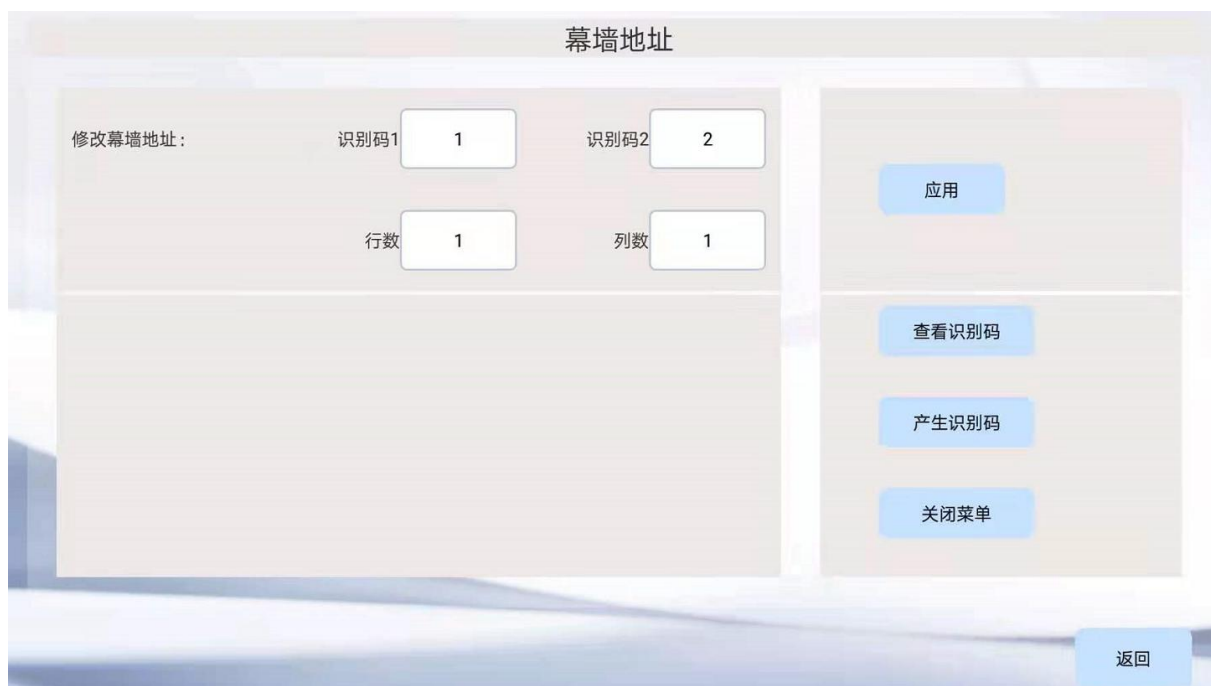 幕墙地址
修改幕墙地址： 识别码1 1 识别码2 2
行数 1 列数 1
应用
查看识别码
产生识别码
关闭菜单
返回